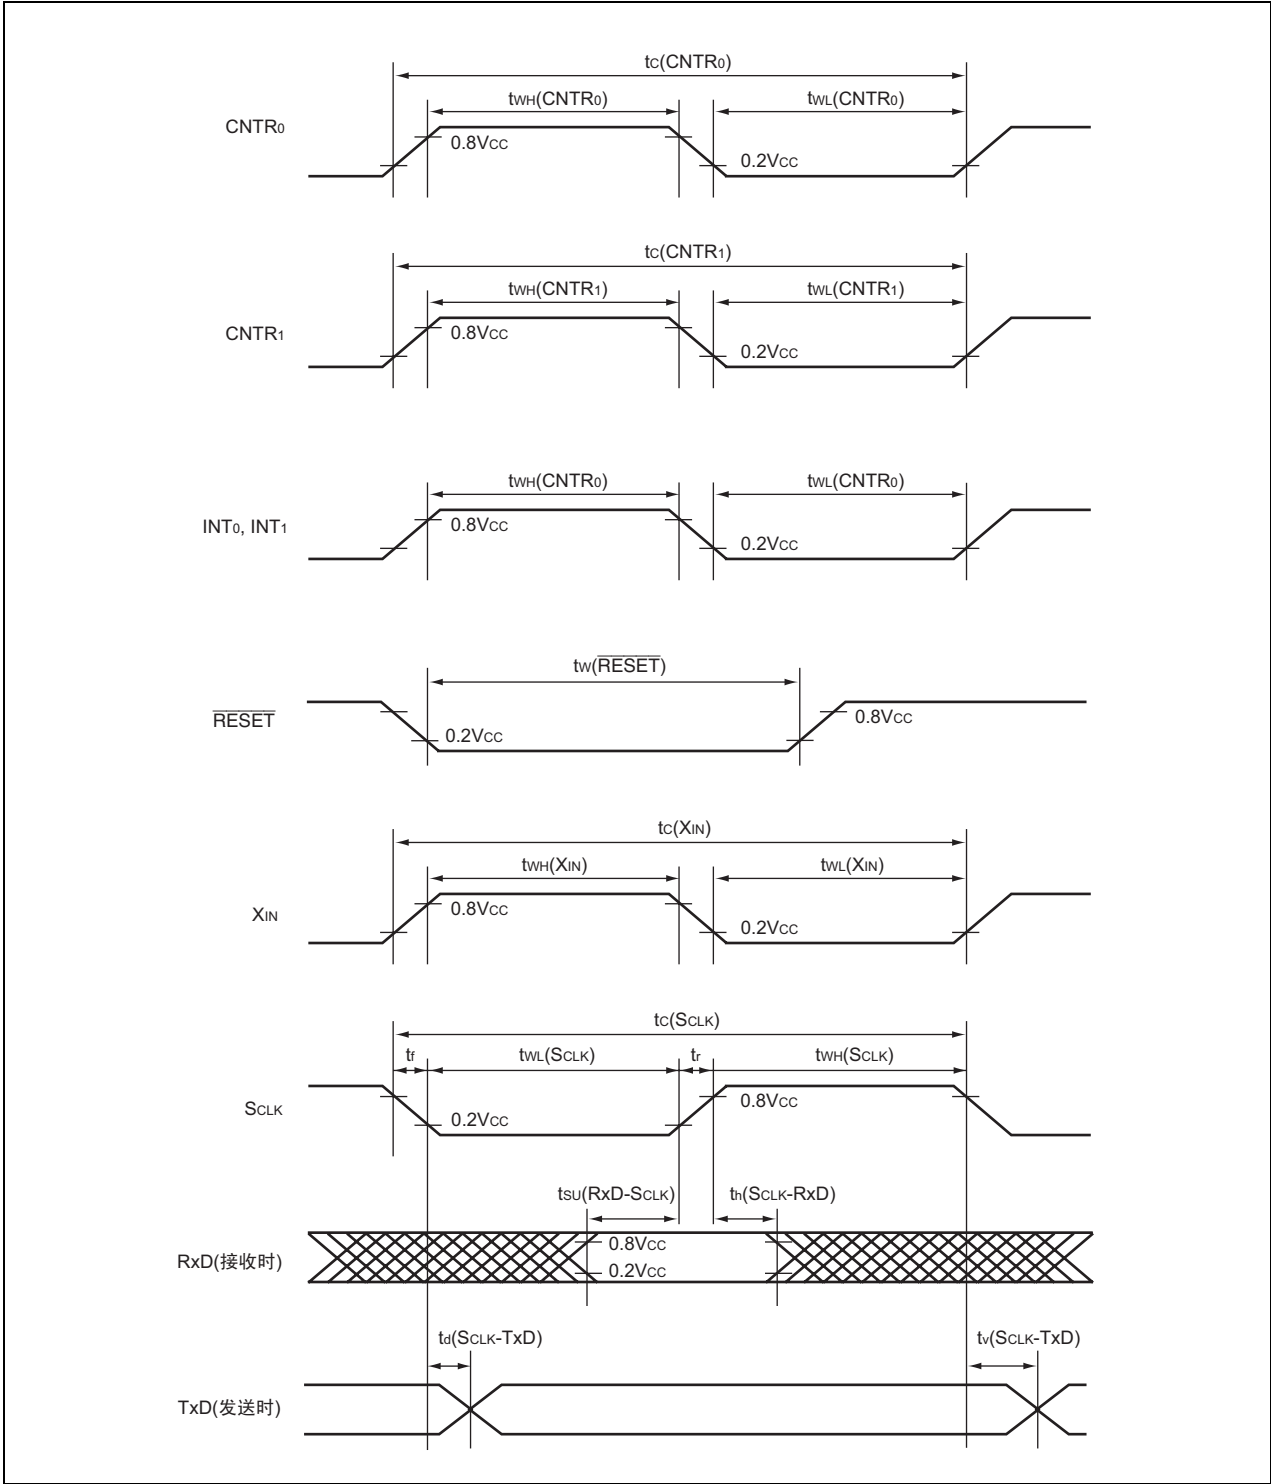 tC(CNTR0)
tWH(CNTR0) tWL(CNTR0)
CNTR0
0.8VCC
0.2VCC
tC(CNTR1)
tWH(CNTR1) tWL(CNTR1)
CNTR1
0.8VCC
0.2VCC
tWH(CNTR0) tWL(CNTR0)
INT0, INT1
0.8VCC
0.2VCC
tW(R̅E̅S̅E̅T̅)
R̅E̅S̅E̅T̅
0.8VCC
0.2VCC
tC(XIN)
tWH(XIN) tWL(XIN)
XIN
0.8VCC
0.2VCC
tC(SCLK)
tf tWL(SCLK) tr tWH(SCLK)
SCLK
0.8VCC
0.2VCC
tSU(RxD-SCLK) th(SCLK-RxD)
0.8VCC
RxD(接收时)
0.2VCC
td(SCLK-TxD) tv(SCLK-TxD)
TxD(发送时)